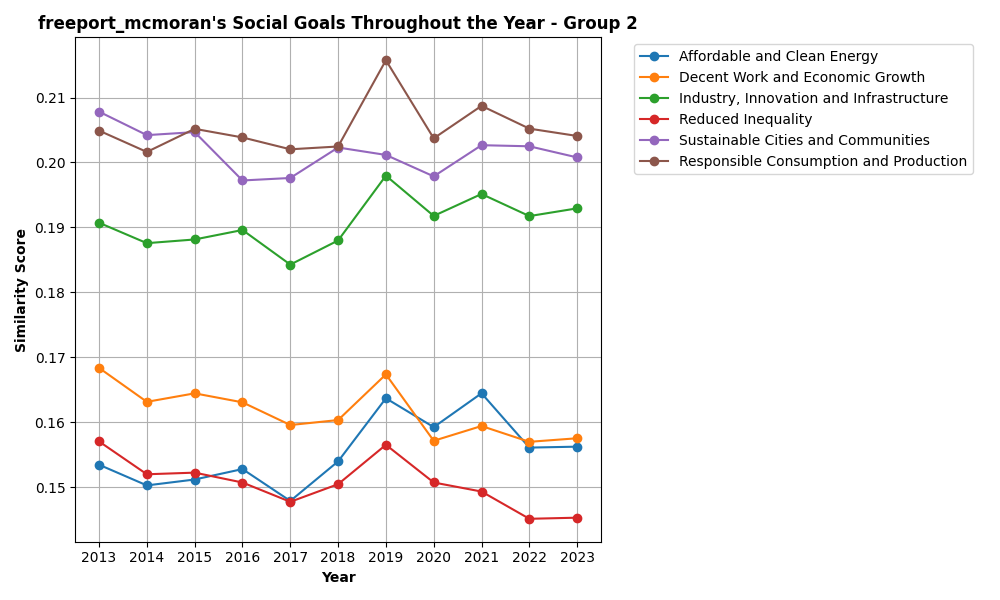 freeport_mcmoran's Social Goals Throughout the Year - Group 2
Affordable and Clean Energy
Decent Work and Economic Growth
Industry, Innovation and Infrastructure
Reduced Inequality
Sustainable Cities and Communities
Responsible Consumption and Production
Similarity Score
0.21
0.20
0.19
0.18
0.17
0.16
0.15
2013 2014 2015 2016 2017 2018 2019 2020 2021 2022 2023
Year